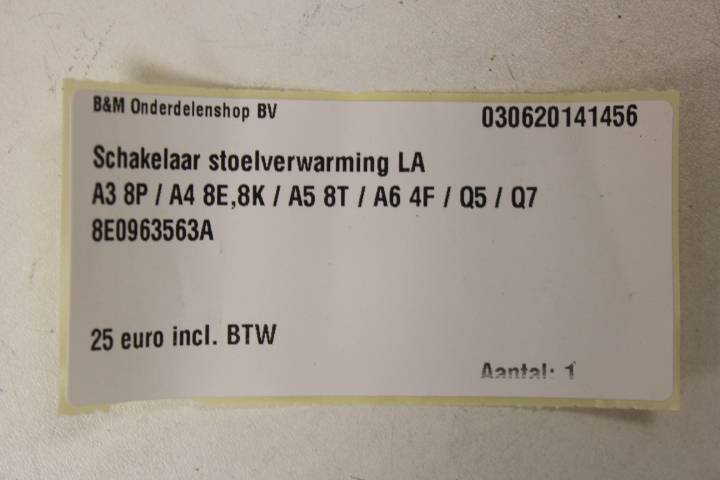 B&M Onderdelenshop BV
030620141456
Schakelaar stoelverwarming LA
A3 8P / A4 8E,8K / A5 8T / A6 4F / Q5 / Q7
8E0963563A
25 euro incl. BTW
Aantal: 1